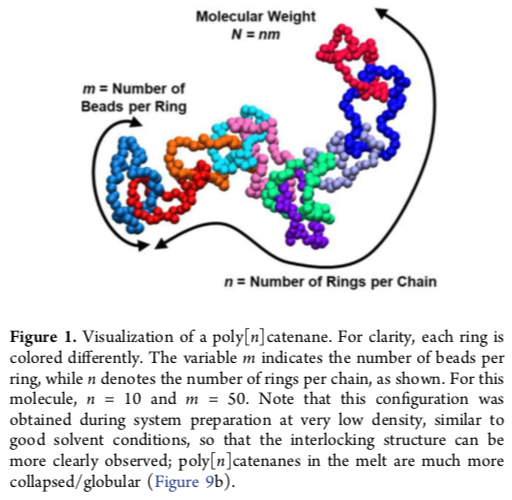 Molecular Weight
N = nm
m = Number of
Beads per Ring
n = Number of Rings per Chain
Figure 1. Visualization of a poly[n]catenane. For clarity, each ring is
colored differently. The variable m indicates the number of beads per
ring, while n denotes the number of rings per chain, as shown. For this
molecule, n = 10 and m = 50. Note that this configuration was
obtained during system preparation at very low density, similar to
good solvent conditions, so that the interlocking structure can be
more clearly observed; poly[n]catenanes in the melt are much more
collapsed/globular (Figure 9b).